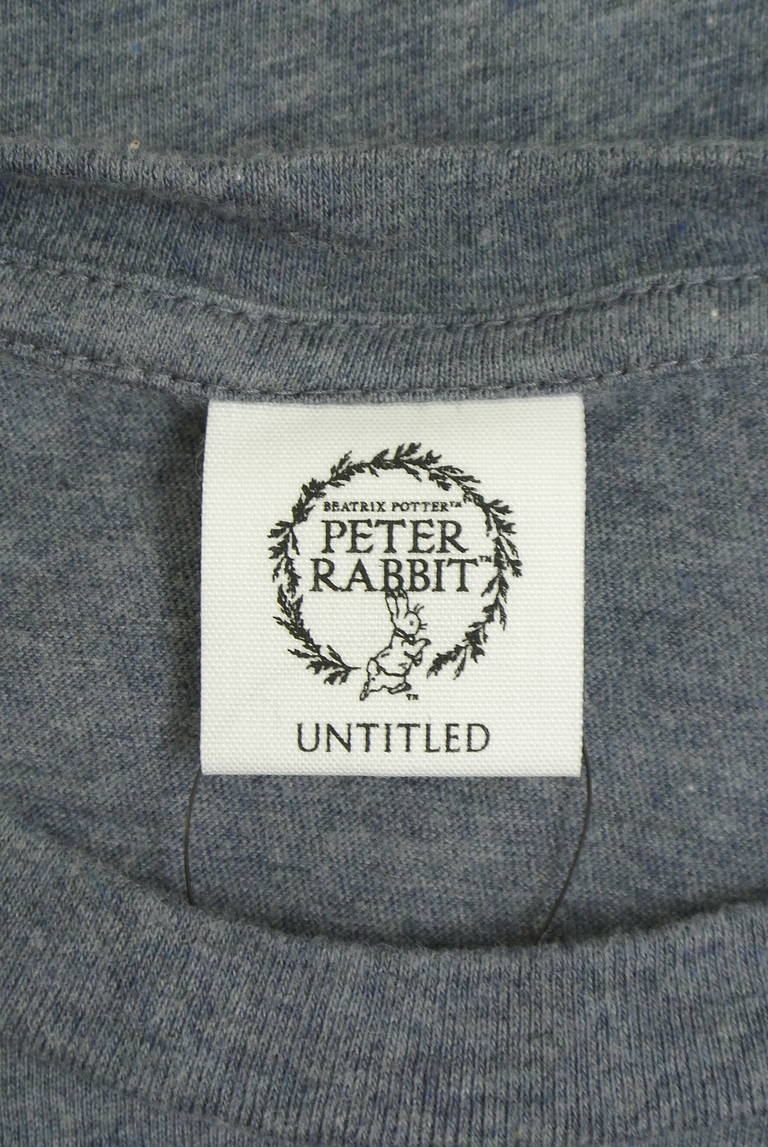 BEATRIX POTTER™
PETER
RABBIT™
™
UNTITLED